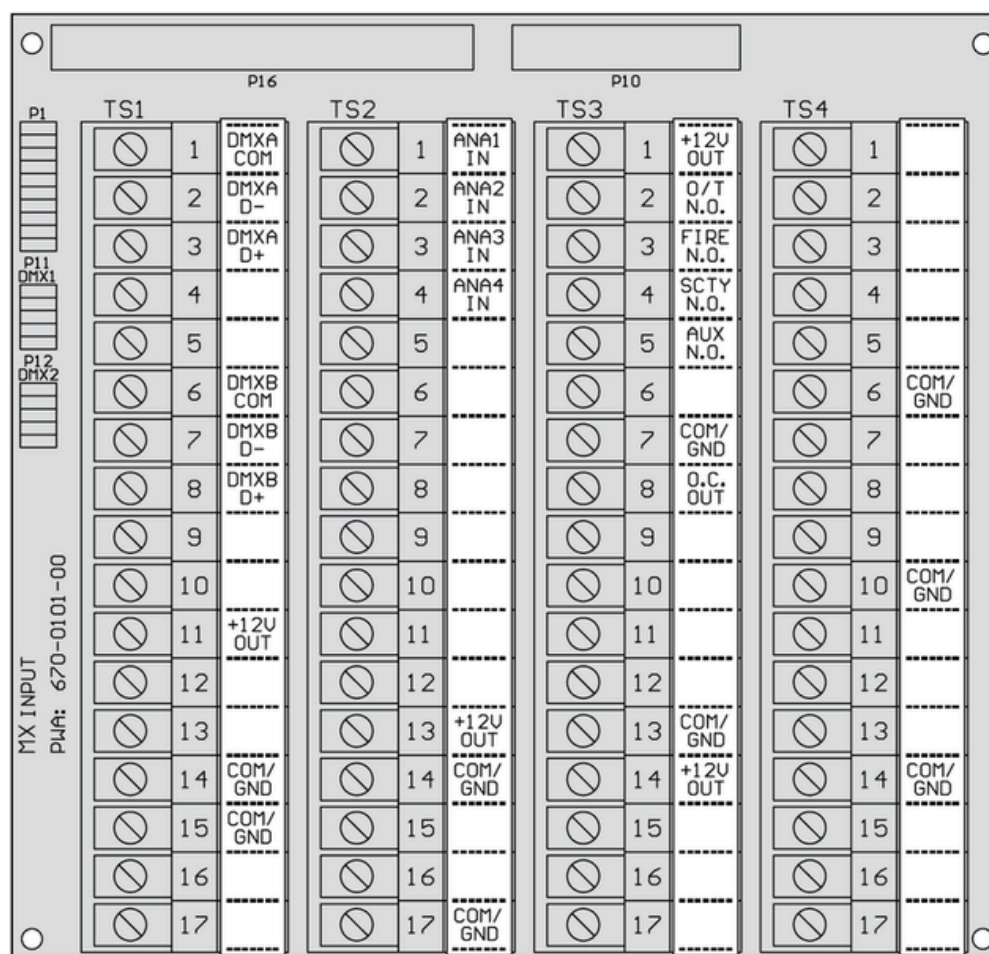 P16
P10
P1
P11
DMX1
P12
DMX2
MX INPUT
PWA: 670-0101-00
TS1
1 DMXA COM
2 DMXA D-
3 DMXA D+
4
5
6 DMXB COM
7 DMXB D-
8 DMXB D+
9
10
11 +12V OUT
12
13
14 COM/ GND
15 COM/ GND
16
17
TS2
1 ANA1 IN
2 ANA2 IN
3 ANA3 IN
4 ANA4 IN
5
6
7
8
9
10
11
12
13 +12V OUT
14 COM/ GND
15
16
17 COM/ GND
TS3
1 +12V OUT
2 O/T N.O.
3 FIRE N.O.
4 SCTY N.O.
5 AUX N.O.
6
7 COM/ GND
8 O.C. OUT
9
10
11
12
13 COM/ GND
14 +12V OUT
15
16
17
TS4
1
2
3
4
5
6 COM/ GND
7
8
9
10 COM/ GND
11
12
13
14 COM/ GND
15
16
17